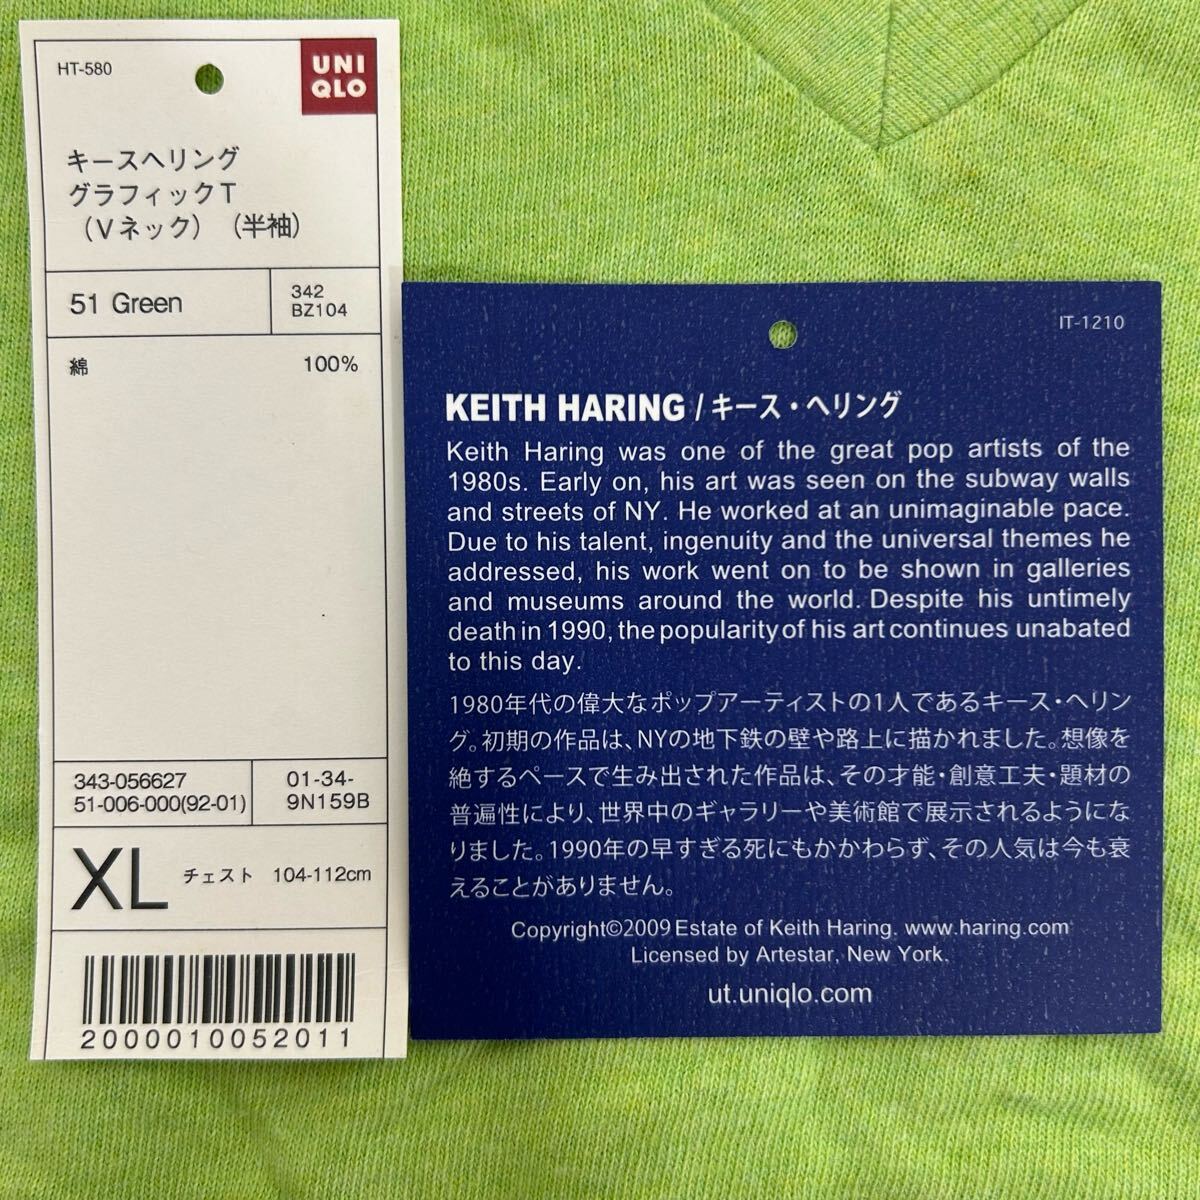 HT-580
UNI
QLO
キースヘリング
グラフィックT
（Vネック）（半袖）
51 Green
342
BZ104
綿 100%
343-056627
51-006-000(92-01)
01-34-
9N159B
XL チェスト 104-112cm
2000010052011
IT-1210
KEITH HARING / キース・ヘリング
Keith Haring was one of the great pop artists of the
1980s. Early on, his art was seen on the subway walls
and streets of NY. He worked at an unimaginable pace.
Due to his talent, ingenuity and the universal themes he
addressed, his work went on to be shown in galleries
and museums around the world. Despite his untimely
death in 1990, the popularity of his art continues unabated
to this day.
1980年代の偉大なポップアーティストの1人であるキース・ヘリン
グ。初期の作品は、NYの地下鉄の壁や路上に描かれました。想像を
絶するペースで生み出された作品は、その才能・創意工夫・題材の
普遍性により、世界中のギャラリーや美術館で展示されるようにな
りました。1990年の早すぎる死にもかかわらず、その人気は今も衰
えることがありません。
Copyright©2009 Estate of Keith Haring. www.haring.com
Licensed by Artestar, New York.
ut.uniqlo.com